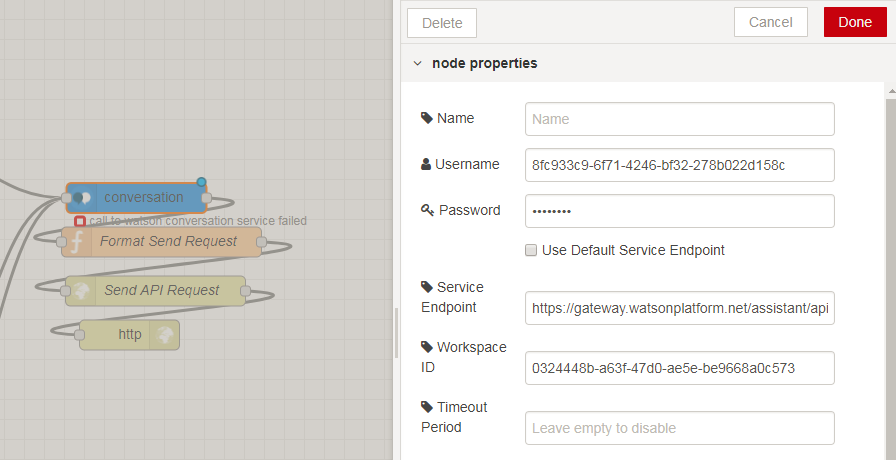 Delete
Cancel
Done
node properties
Name
Name
Username
8fc933c9-6f71-4246-bf32-278b022d158c
Password
••••••••
Use Default Service Endpoint
Service
Endpoint
https://gateway.watsonplatform.net/assistant/api
Workspace
ID
0324448b-a63f-47d0-ae5e-be9668a0c573
Timeout
Period
Leave empty to disable
conversation
call to watson conversation service failed
Format Send Request
Send API Request
http